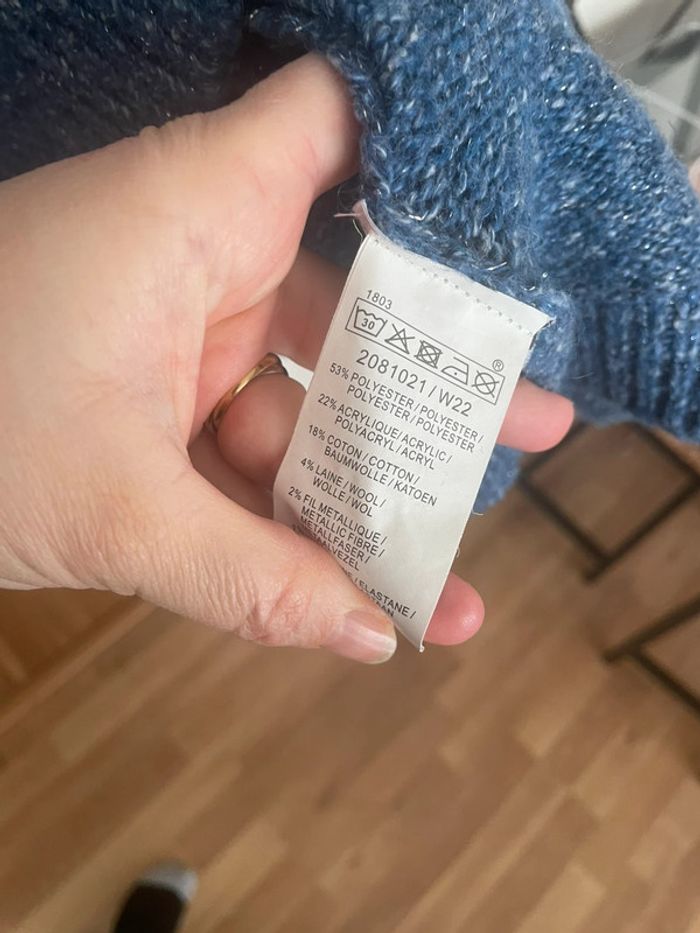 1803
30
®
2081021 / W22
53% POLYESTER / POLYESTER /
POLYESTER / POLYESTER
22% ACRYLIQUE / ACRYLIC /
POLYACRYL / ACRYL
18% COTON / COTTON /
BAUMWOLLE / KATOEN
4% LAINE / WOOL /
WOLLE / WOL
2% FIL METALLIQUE /
METALLIC FIBRE /
METALLFASER /
/ ELASTANE /